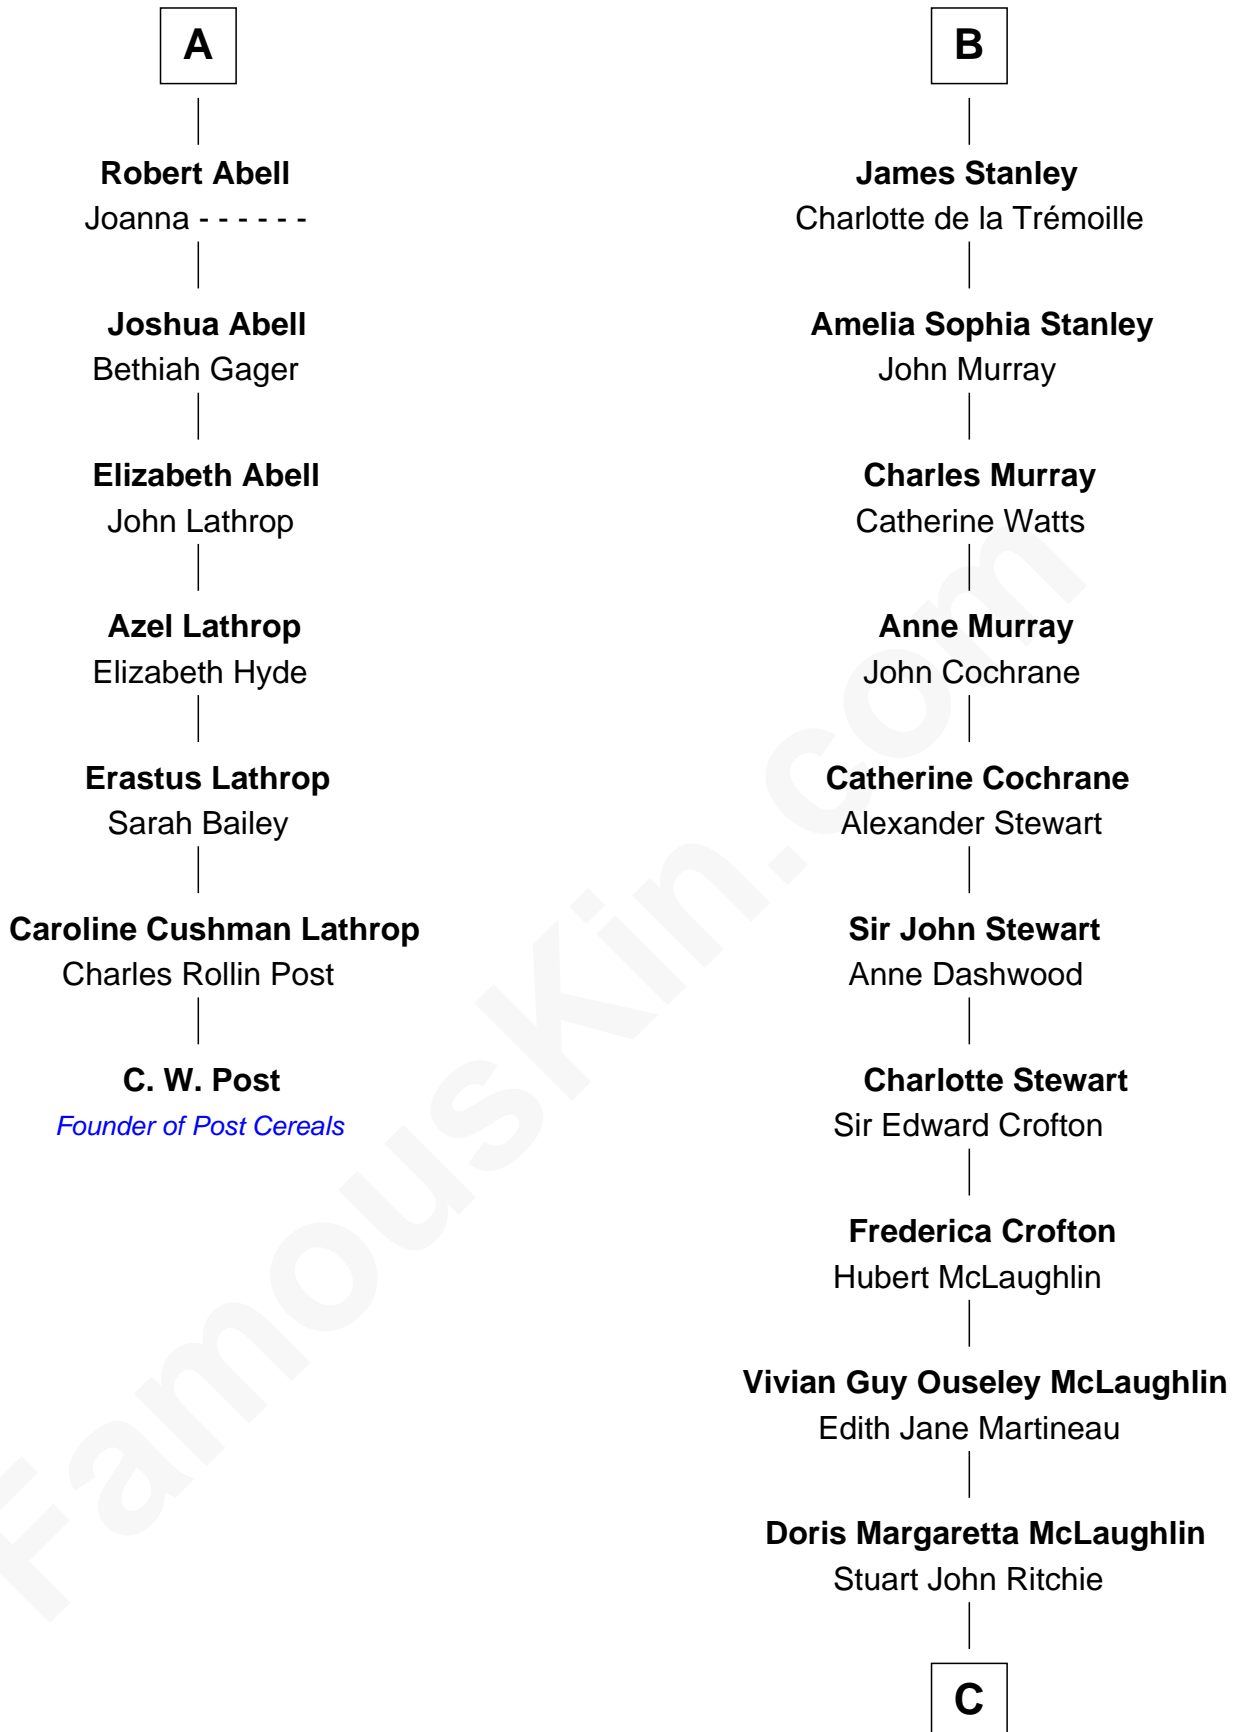 A
Robert Abell
Joanna - - - - - -
Joshua Abell
Bethiah Gager
Elizabeth Abell
John Lathrop
Azel Lathrop
Elizabeth Hyde
Erastus Lathrop
Sarah Bailey
Caroline Cushman Lathrop
Charles Rollin Post
C. W. Post
Founder of Post Cereals
B
James Stanley
Charlotte de la Trémoille
Amelia Sophia Stanley
John Murray
Charles Murray
Catherine Watts
Anne Murray
John Cochrane
Catherine Cochrane
Alexander Stewart
Sir John Stewart
Anne Dashwood
Charlotte Stewart
Sir Edward Crofton
Frederica Crofton
Hubert McLaughlin
Vivian Guy Ouseley McLaughlin
Edith Jane Martineau
Doris Margaretta McLaughlin
Stuart John Ritchie
C
FamousKin.com